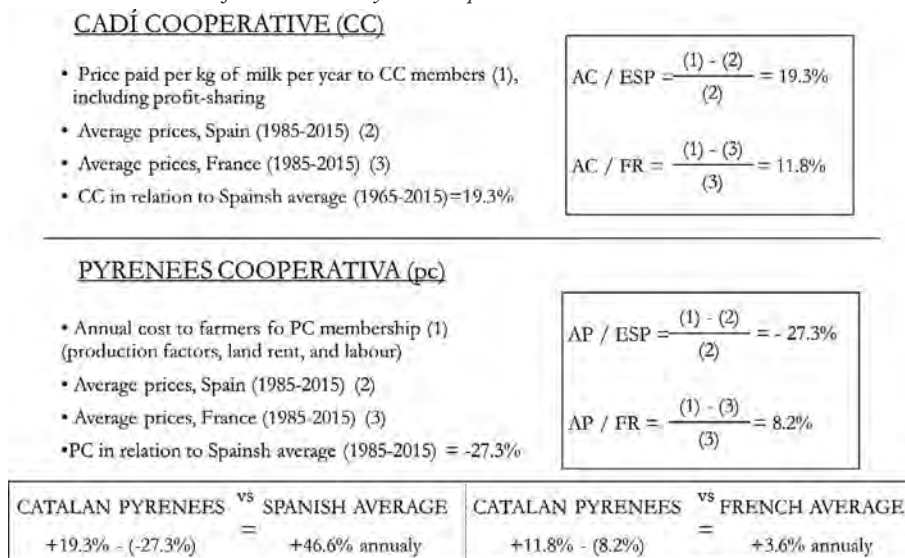 CADÍ COOPERATIVE (CC)
• Price paid per kg of milk per year to CC members (1),
including profit-sharing
• Average prices, Spain (1985-2015) (2)
• Average prices, France (1985-2015) (3)
• CC in relation to Spainsh average (1965-2015)=19.3%
AC / ESP = (1) - (2) / (2) = 19.3%
AC / FR = (1) - (3) / (3) = 11.8%
PYRENEES COOPERATIVA (pc)
• Annual cost to farmers fo PC membership (1)
(production factors, land rent, and labour)
• Average prices, Spain (1985-2015) (2)
• Average prices, France (1985-2015) (3)
•PC in relation to Spainsh average (1985-2015) = -27.3%
AP / ESP = (1) - (2) / (2) = - 27.3%
AP / FR = (1) - (3) / (3) = 8.2%
CATALAN PYRENEES vs SPANISH AVERAGE
+19.3% - (-27.3%) = +46.6% annualy
CATALAN PYRENEES vs FRENCH AVERAGE
+11.8% - (8.2%) = +3.6% annualy